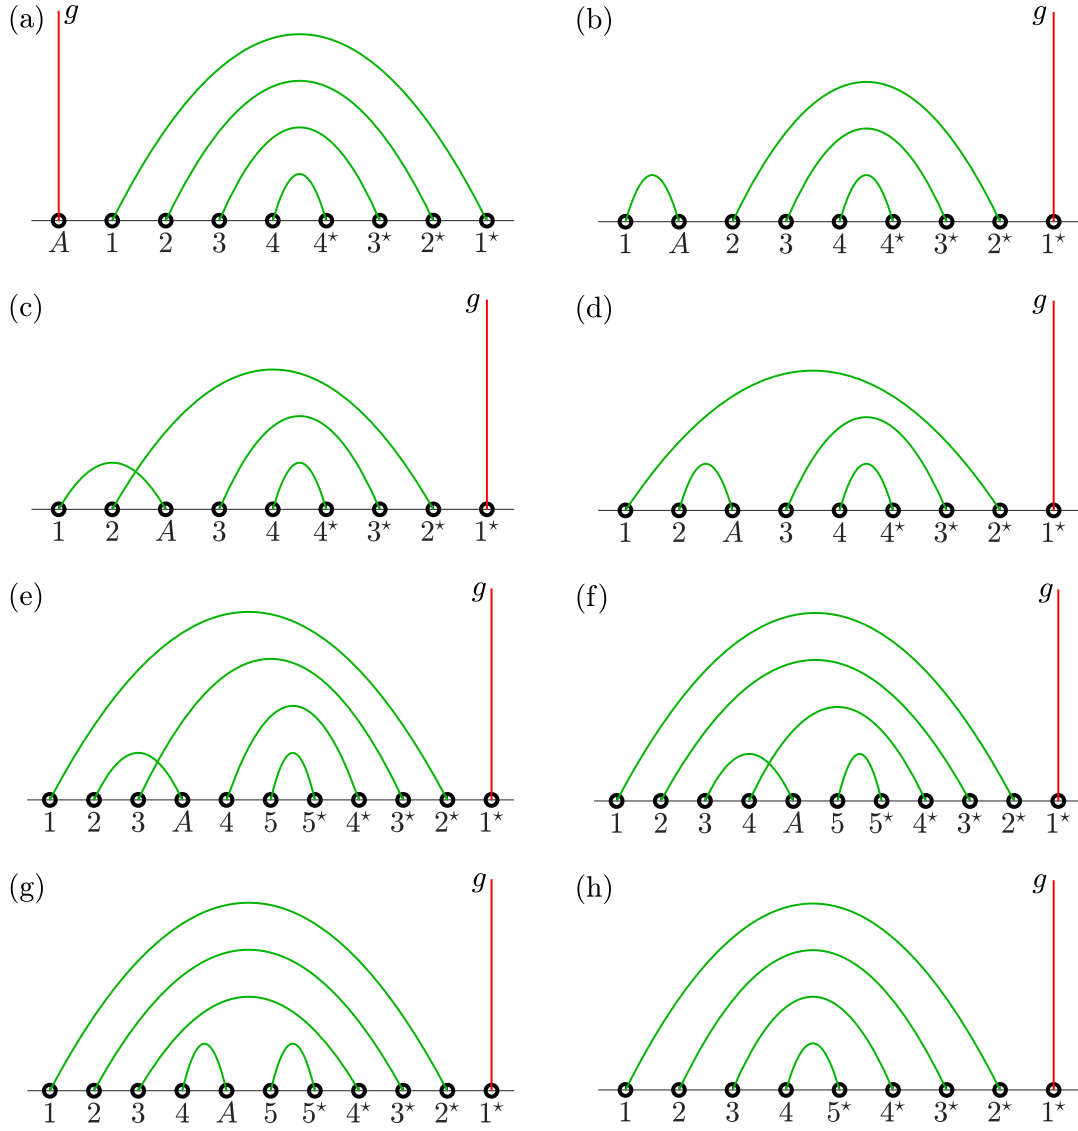 (a) g
A 1 2 3 4 4⋆ 3⋆ 2⋆ 1⋆
(b) g
1 A 2 3 4 4⋆ 3⋆ 2⋆ 1⋆
(c) g
1 2 A 3 4 4⋆ 3⋆ 2⋆ 1⋆
(d) g
1 2 A 3 4 4⋆ 3⋆ 2⋆ 1⋆
(e) g
1 2 3 A 4 5 5⋆ 4⋆ 3⋆ 2⋆ 1⋆
(f) g
1 2 3 4 A 5 5⋆ 4⋆ 3⋆ 2⋆ 1⋆
(g) g
1 2 3 4 A 5 5⋆ 4⋆ 3⋆ 2⋆ 1⋆
(h) g
1 2 3 4 5⋆ 4⋆ 3⋆ 2⋆ 1⋆